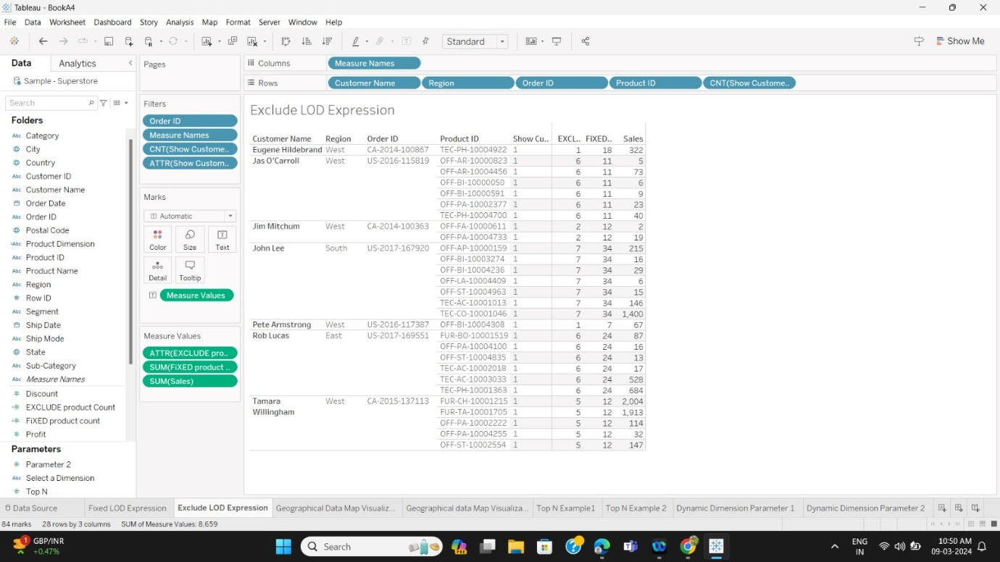 Tableau - BookA4
File Data Worksheet Dashboard Story Analysis Map Format Server Window Help
Standard
Show Me
Data Analytics
Sample - Superstore
Search
Folders
Abc Category
City
Country
Abc Customer ID
Abc Customer Name
Order Date
Abc Order ID
Postal Code
=Abc Product Dimension
Abc Product ID
Abc Product Name
Abc Region
# Row ID
Abc Segment
Ship Date
Abc Ship Mode
State
Abc Sub-Category
Abc Measure Names
# Discount
=# EXCLUDE product Count
=# FiXED product count
# Profit
Parameters
# Parameter 2
Abc Select a Dimension
# Top N
Pages
Filters
Order ID
Measure Names
CNT(Show Custome..
ATTR(Show Custom..
Marks
Automatic
Color Size Text
Detail Tooltip
Measure Values
Measure Values
ATTR(EXCLUDE pro..
SUM(FiXED product ..
SUM(Sales)
Columns Measure Names
Rows Customer Name Region Order ID Product ID CNT(Show Custome..
Exclude LOD Expression
Customer Name Region Order ID Product ID Show Cu.. EXCL.. FiXED.. Sales
Eugene Hildebrand West CA-2014-100867 TEC-PH-10004922 1 1 18 322
Jas O'Carroll West US-2016-115819 OFF-AR-10000823 1 6 11 5
OFF-AR-10004456 1 6 11 73
OFF-BI-10000050 1 6 11 6
OFF-BI-10000591 1 6 11 9
OFF-PA-10002377 1 6 11 23
TEC-PH-10004700 1 6 11 40
Jim Mitchum West CA-2014-100363 OFF-FA-10000611 1 2 12 2
OFF-PA-10004733 1 2 12 19
John Lee South US-2017-167920 OFF-AP-10000159 1 7 34 215
OFF-BI-10003274 1 7 34 16
OFF-BI-10004236 1 7 34 29
OFF-LA-10004409 1 7 34 6
OFF-ST-10004963 1 7 34 15
TEC-AC-10001013 1 7 34 146
TEC-CO-10001046 1 7 34 1,400
Pete Armstrong West US-2016-117387 OFF-BI-10004308 1 1 7 67
Rob Lucas East US-2017-169551 FUR-BO-10001519 1 6 24 87
OFF-PA-10004100 1 6 24 16
OFF-ST-10004835 1 6 24 13
TEC-AC-10002018 1 6 24 17
TEC-AC-10003033 1 6 24 528
TEC-PH-10001363 1 6 24 684
Tamara West CA-2015-137113 FUR-CH-10001215 1 5 12 2,004
Willingham FUR-TA-10001705 1 5 12 1,913
OFF-PA-10002222 1 5 12 114
OFF-PA-10004255 1 5 12 32
OFF-ST-10002554 1 5 12 147
Data Source Fixed LOD Expression Exclude LOD Expression Geographical Data Map Visualiz... Geographical data Map Visualiza... Top N Example1 Top N Example 2 Dynamic Dimension Parameter 1 Dynamic Dimension Parameter 2
84 marks 28 rows by 3 columns SUM of Measure Values: 8,659
1 GBP/INR
+0.47%
Search
ENG
IN
10:50 AM
09-03-2024